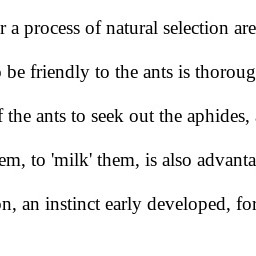 r a process of natural selection are
be friendly to the ants is thoroug
the ants to seek out the aphides,
em, to 'milk' them, is also advanta
on, an instinct early developed, for